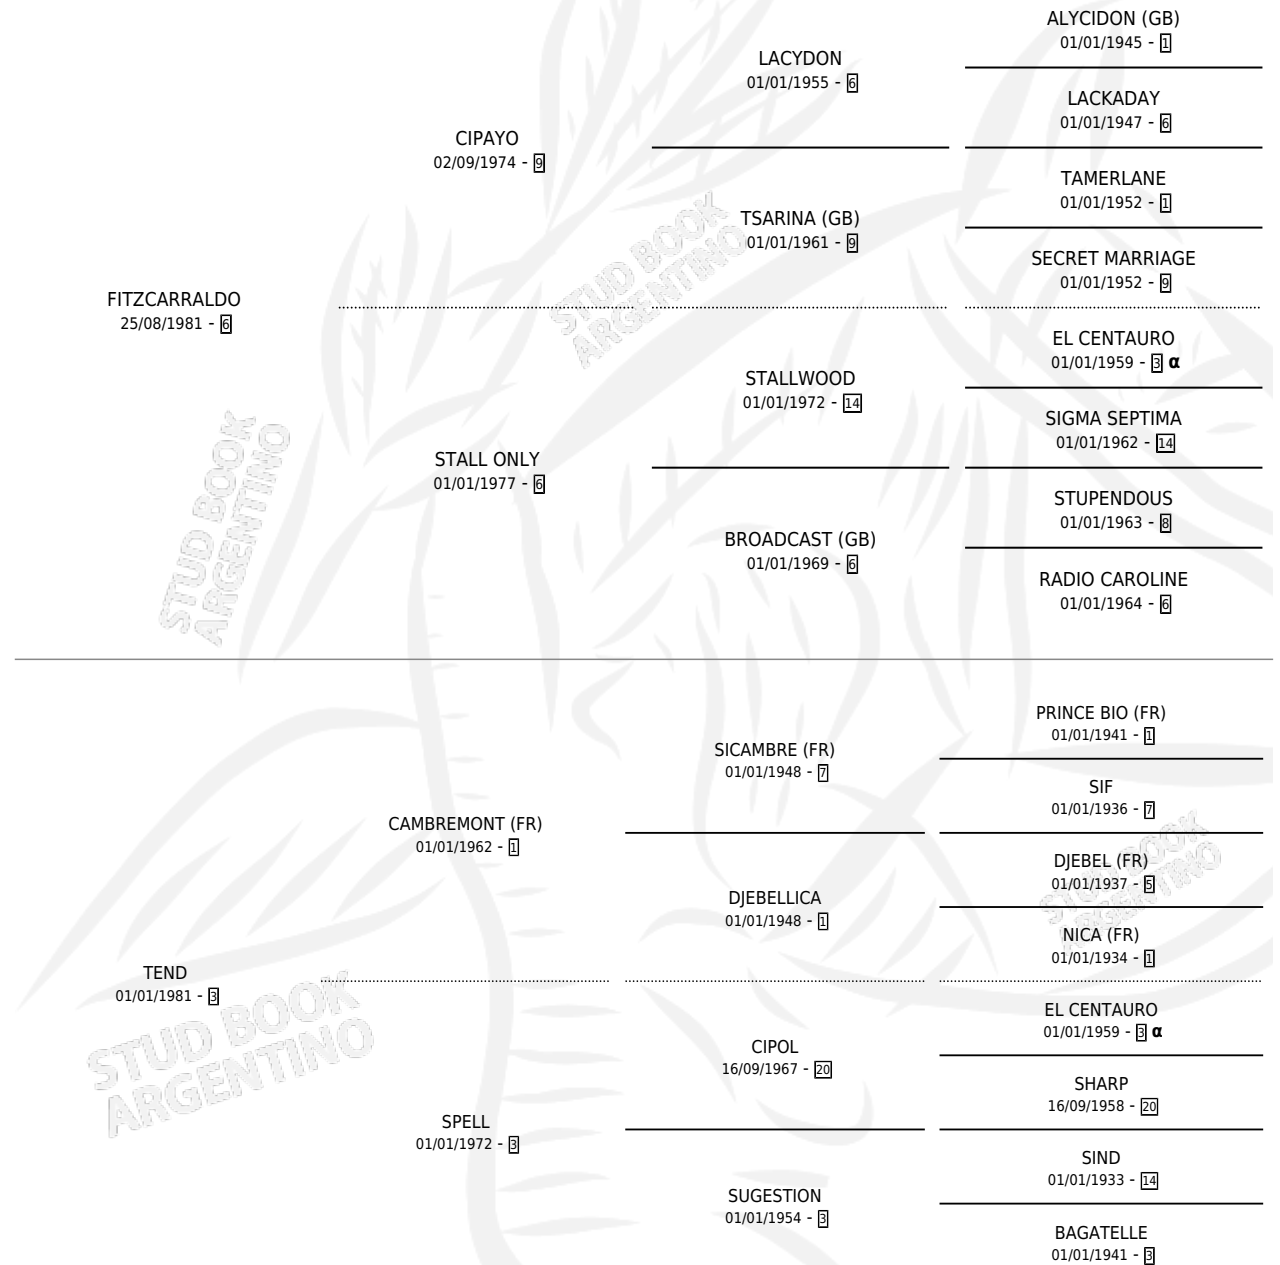 ALYCIDON (GB)
01/01/1945 - 1
LACYDON
01/01/1955 - 6
LACKADAY
01/01/1947 - 6
CIPAYO
02/09/1974 - 9
TAMERLANE
01/01/1952 - 1
TSARINA (GB)
01/01/1961 - 9
SECRET MARRIAGE
01/01/1952 - 9
FITZCARRALDO
25/08/1981 - 6
EL CENTAURO
01/01/1959 - 3 α
STALLWOOD
01/01/1972 - 14
SIGMA SEPTIMA
01/01/1962 - 14
STALL ONLY
01/01/1977 - 6
STUPENDOUS
01/01/1963 - 8
BROADCAST (GB)
01/01/1969 - 6
RADIO CAROLINE
01/01/1964 - 6
PRINCE BIO (FR)
01/01/1941 - 1
SICAMBRE (FR)
01/01/1948 - 7
SIF
01/01/1936 - 7
CAMBREMONT (FR)
01/01/1962 - 1
DJEBEL (FR)
01/01/1937 - 5
DJEBELLICA
01/01/1948 - 1
NICA (FR)
01/01/1934 - 1
TEND
01/01/1981 - 3
EL CENTAURO
01/01/1959 - 3 α
CIPOL
16/09/1967 - 20
SHARP
16/09/1958 - 20
SPELL
01/01/1972 - 3
SIND
01/01/1933 - 14
SUGESTION
01/01/1954 - 3
BAGATELLE
01/01/1941 - 3
STUD BOOK
ARGENTINO
STUD BOOK
ARGENTINO
STUD BOOK
ARGENTINO
STUD BOOK
ARGENTINO